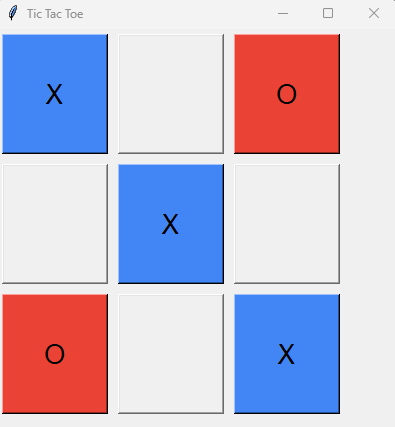 Tic Tac Toe
X O
X
O X